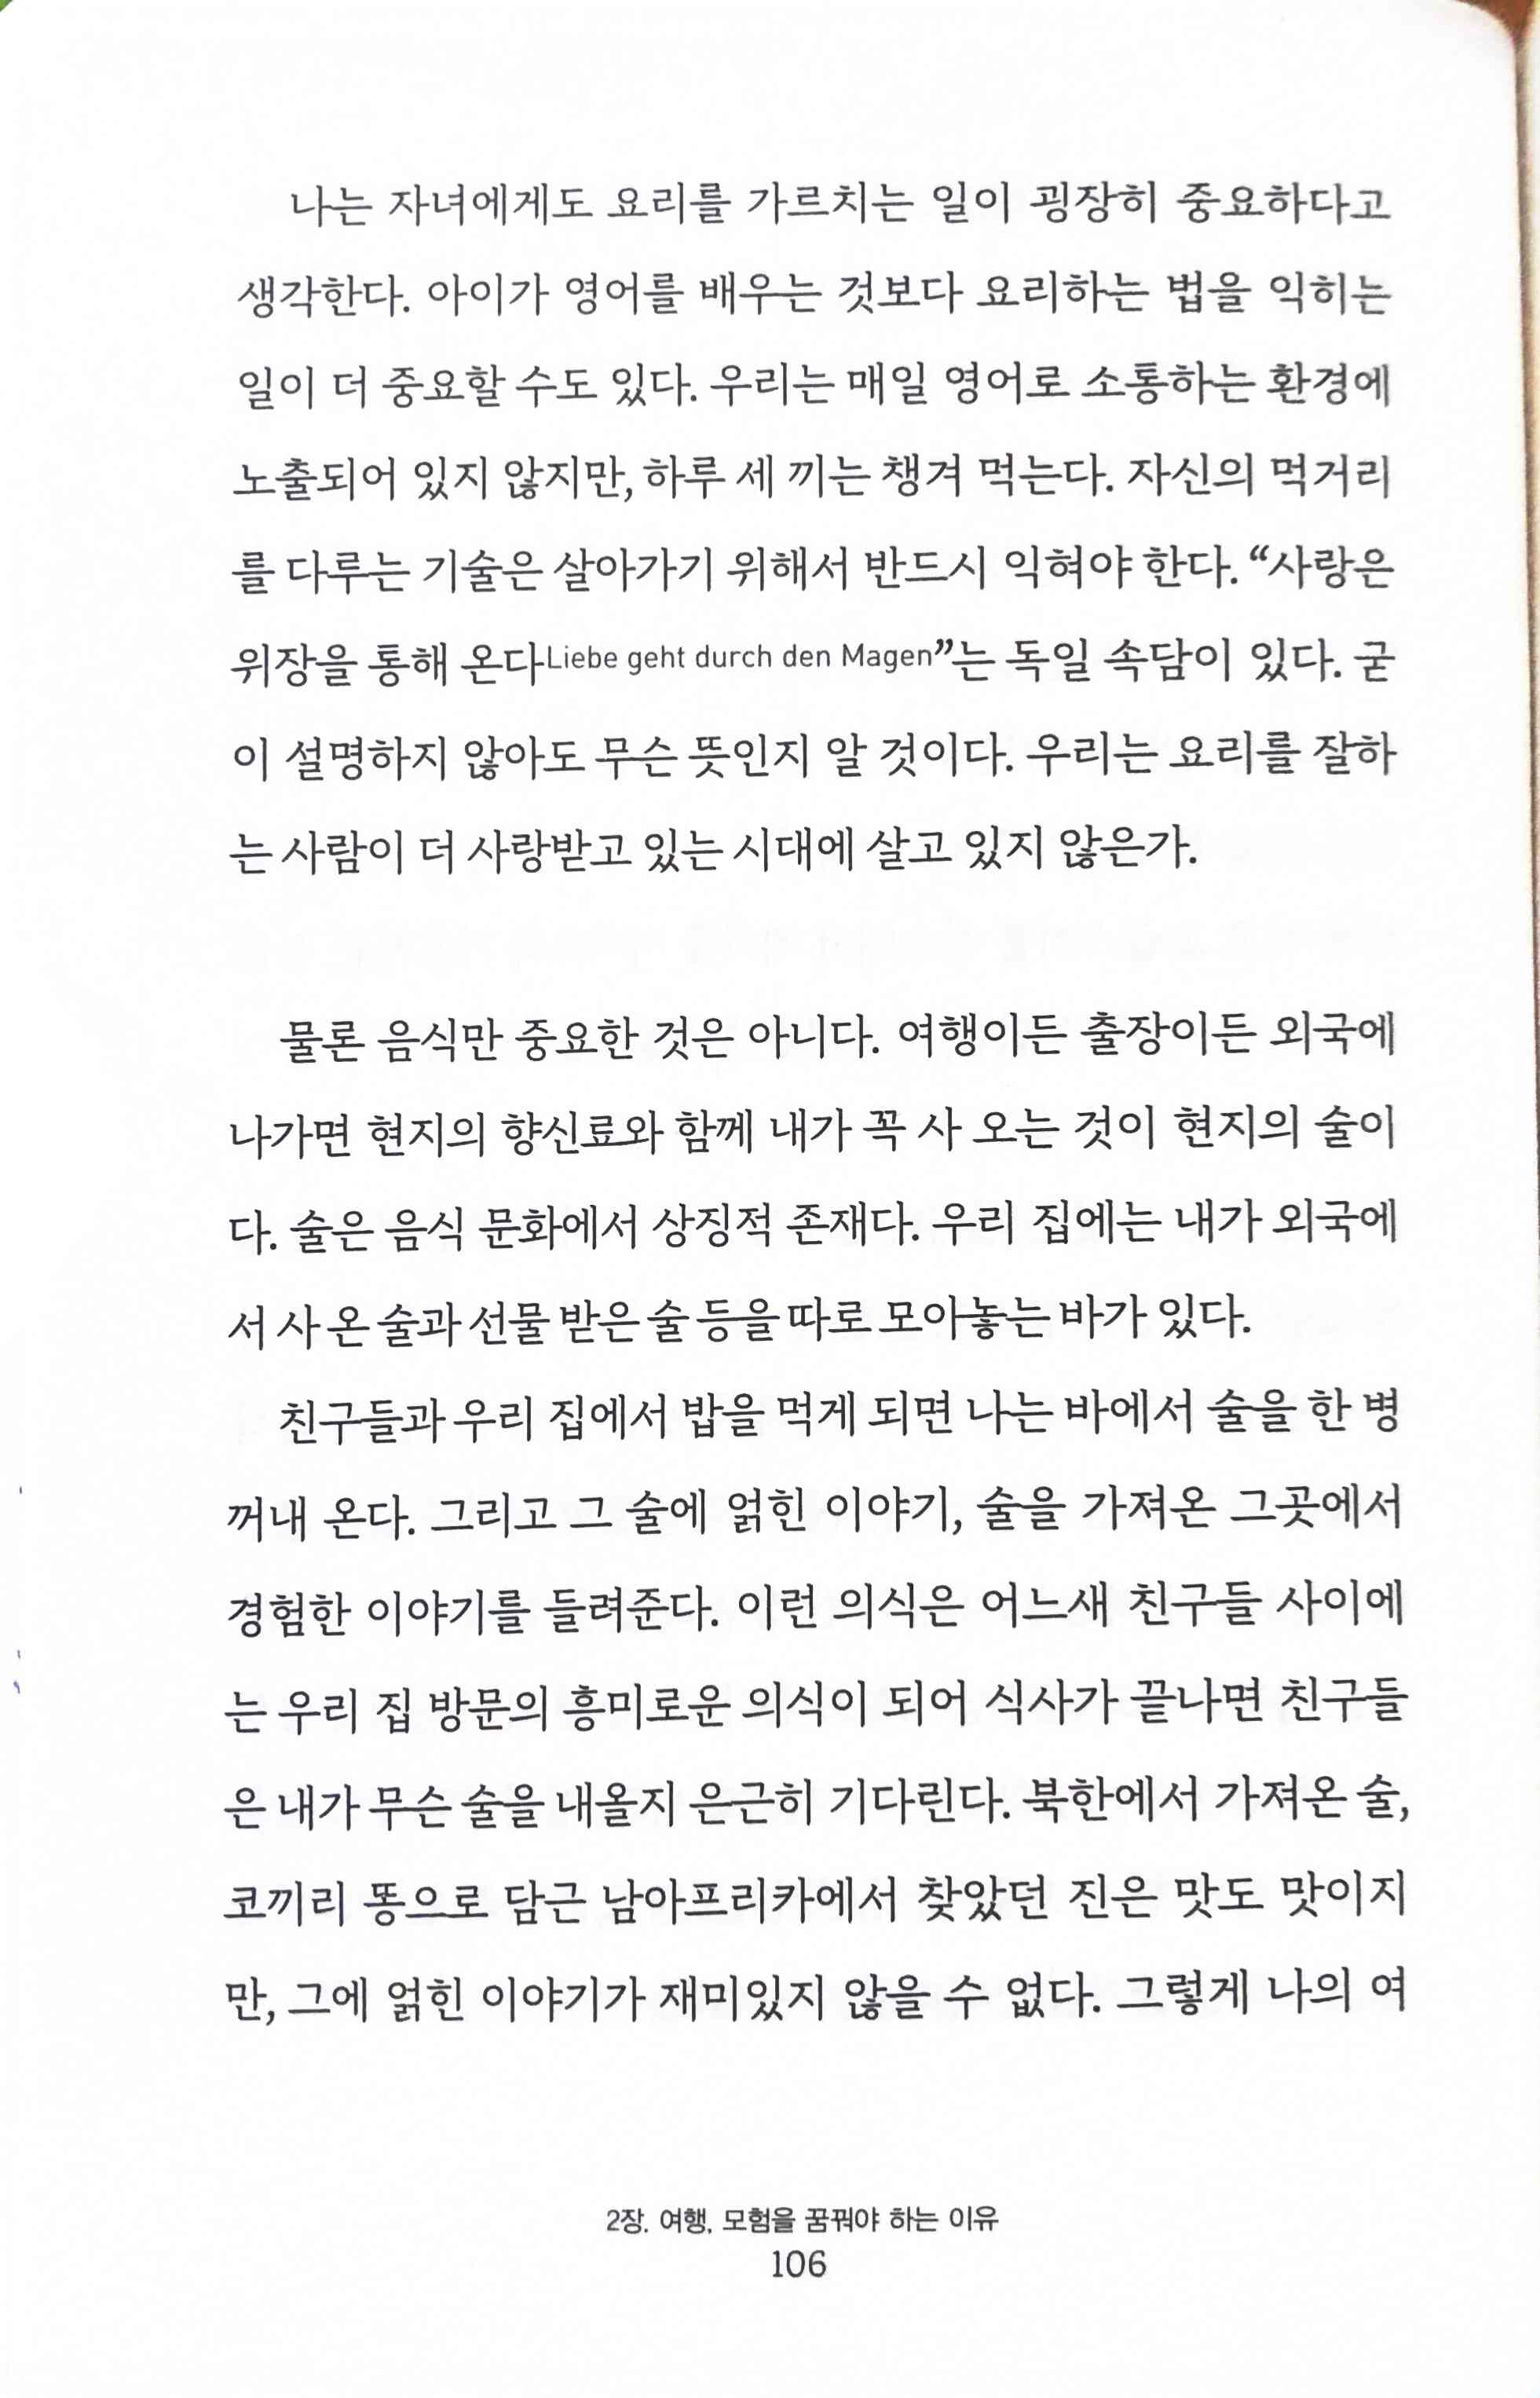 나는 자녀에게도 요리를 가르치는 일이 굉장히 중요하다고
생각한다. 아이가 영어를 배우는 것보다 요리하는 법을 익히는
일이 더 중요할 수도 있다. 우리는 매일 영어로 소통하는 환경에
노출되어 있지 않지만, 하루 세 끼는 챙겨 먹는다. 자신의 먹거리
를 다루는 기술은 살아가기 위해서 반드시 익혀야 한다. “사랑은
위장을 통해 온다Liebe geht durch den Magen”는 독일 속담이 있다. 굳
이 설명하지 않아도 무슨 뜻인지 알 것이다. 우리는 요리를 잘하
는 사람이 더 사랑받고 있는 시대에 살고 있지 않은가.
물론 음식만 중요한 것은 아니다. 여행이든 출장이든 외국에
나가면 현지의 향신료와 함께 내가 꼭 사 오는 것이 현지의 술이
다. 술은 음식 문화에서 상징적 존재다. 우리 집에는 내가 외국에
서 사 온 술과 선물 받은 술 등을 따로 모아놓는 바가 있다.
친구들과 우리 집에서 밥을 먹게 되면 나는 바에서 술을 한 병
꺼내 온다. 그리고 그 술에 얽힌 이야기, 술을 가져온 그곳에서
경험한 이야기를 들려준다. 이런 의식은 어느새 친구들 사이에
는 우리 집 방문의 흥미로운 의식이 되어 식사가 끝나면 친구들
은 내가 무슨 술을 내올지 은근히 기다린다. 북한에서 가져온 술,
코끼리 똥으로 담근 남아프리카에서 찾았던 진은 맛도 맛이지
만, 그에 얽힌 이야기가 재미있지 않을 수 없다. 그렇게 나의 여
2장. 여행, 모험을 꿈꿔야 하는 이유
106